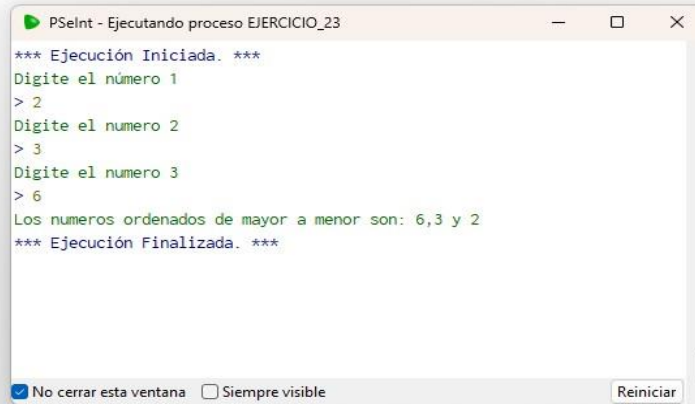 PSeInt - Ejecutando proceso EJERCICIO_23
*** Ejecución Iniciada. ***
Digite el número 1
> 2
Digite el numero 2
> 3
Digite el numero 3
> 6
Los numeros ordenados de mayor a menor son: 6,3 y 2
*** Ejecución Finalizada. ***
No cerrar esta ventana Siempre visible Reiniciar